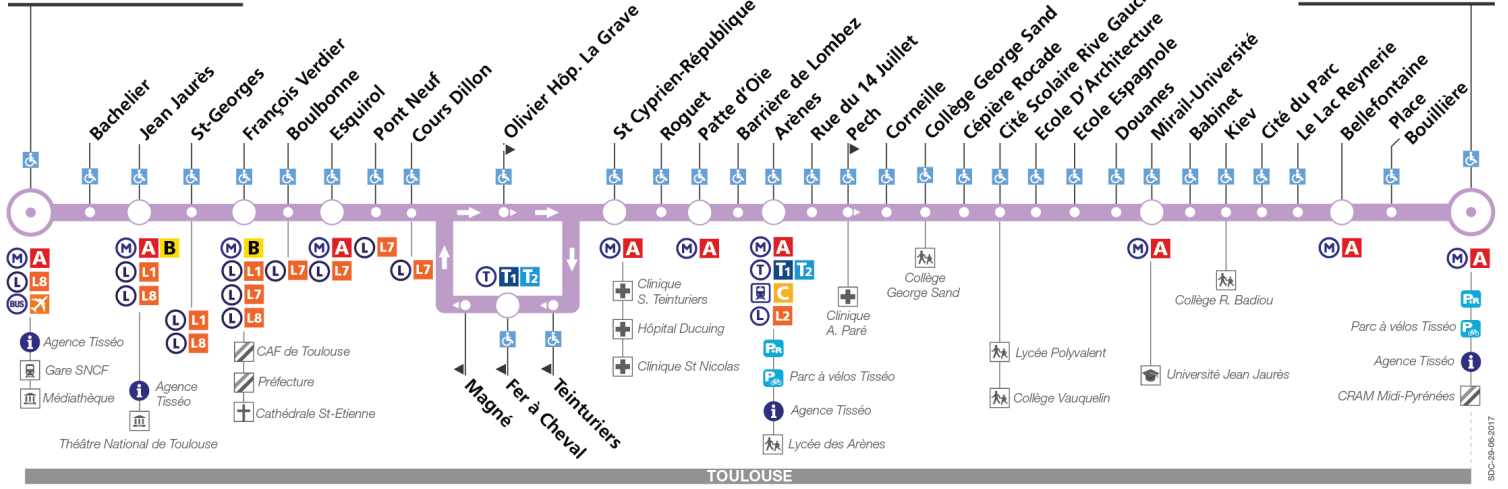 Bachelier
Jean Jaurès
St-Georges
François Verdier
Boulbonne
Esquirol
Pont Neuf
Cours Dillon
Olivier Hôp. La Grave
St Cyprien-République
Roguet
Patte d'Oie
Barrière de Lombez
Arènes
Rue du 14 Juillet
Pech
Corneille
Collège George Sand
Cépière Rocade
Cité Scolaire Rive
Ecole D'Architecture
Ecole Espagnole
Douanes
Mirail-Université
Babinet
Kiev
Cité du Parc
Le Lac Reynerie
Bellefontaine
Place
Bouillière
M A
L L8
BUS
i Agence Tisséo
Gare SNCF
Médiathèque
M A B
L L1
L L8
i Agence
Tisséo
Théâtre National de Toulouse
L L1
L L8
M B
L L1
L L7
L L8
CAF de Toulouse
Préfecture
Cathédrale St-Etienne
L L7
M A
L L7
L L7
L L7
T T1 T2
Magné
Fer à Cheval
Teinturiers
M A
Clinique
S. Teinturiers
Hôpital Ducuing
Clinique St Nicolas
M A
M A
T T1 T2
C
L L2
P+R
P Parc à vélos Tisséo
i Agence Tisséo
Lycée des Arènes
Clinique
A. Paré
Collège
George Sand
Lycée Polyvalent
Collège Vauquelin
M A
Université Jean Jaurès
Collège R. Badiou
M A
M A
P+R
Parc à vélos Tisséo P
Agence Tisséo i
CRAM Midi-Pyrénées
TOULOUSE
SDC-29-06-2017